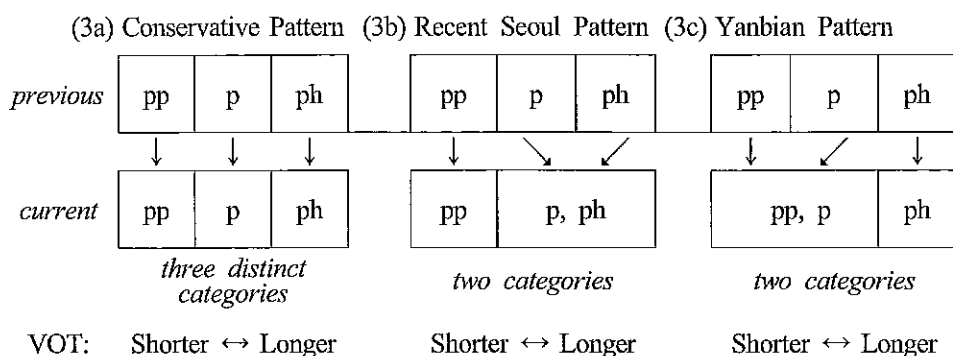 (3a) Conservative Pattern (3b) Recent Seoul Pattern (3c) Yanbian Pattern
previous pp p ph pp p ph pp p ph
current pp p ph pp p, ph pp, p ph
three distinct two categories two categories
categories
VOT: Shorter ↔ Longer Shorter ↔ Longer Shorter ↔ Longer